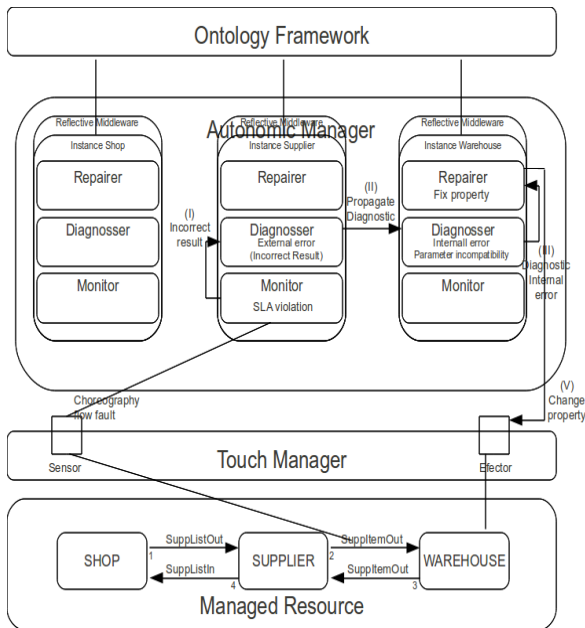 Ontology Framework
Reflective Middleware
Reflective Middleware
Reflective Middleware
Autonomic Manager
Instance Shop
Instance Supplier
Instance Warehouse
Repairer
Repairer
Repairer
Fix property
(I)
Incorrect
result
(II)
Propagate
Diagnostic
Diagnosser
Diagnosser
External error
(Incorrect Result)
Diagnosser
Internall error
Parameter incompatibility
(III)
Diagnostic
Internal
error
Monitor
Monitor
SLA violation
Monitor
Choreography
flow fault
(V)
Change
property
Sensor
Touch Manager
Efector
SHOP
SuppListOut
1
SuppListIn
4
SUPPLIER
SuppItemOut
2
SuppItemOut
3
WAREHOUSE
Managed Resource